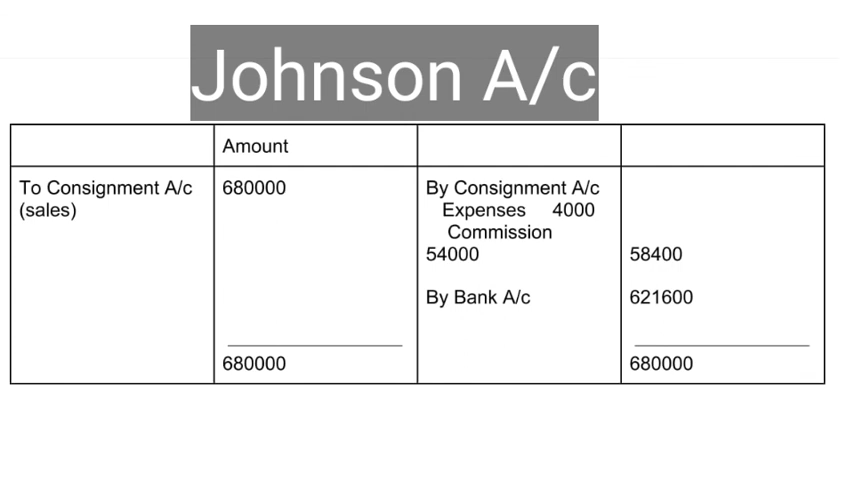 Johnson A/c
Amount
To Consignment A/c 680000 By Consignment A/c
(sales) Expenses 4000
Commission
54000 58400
By Bank A/c 621600
680000 680000